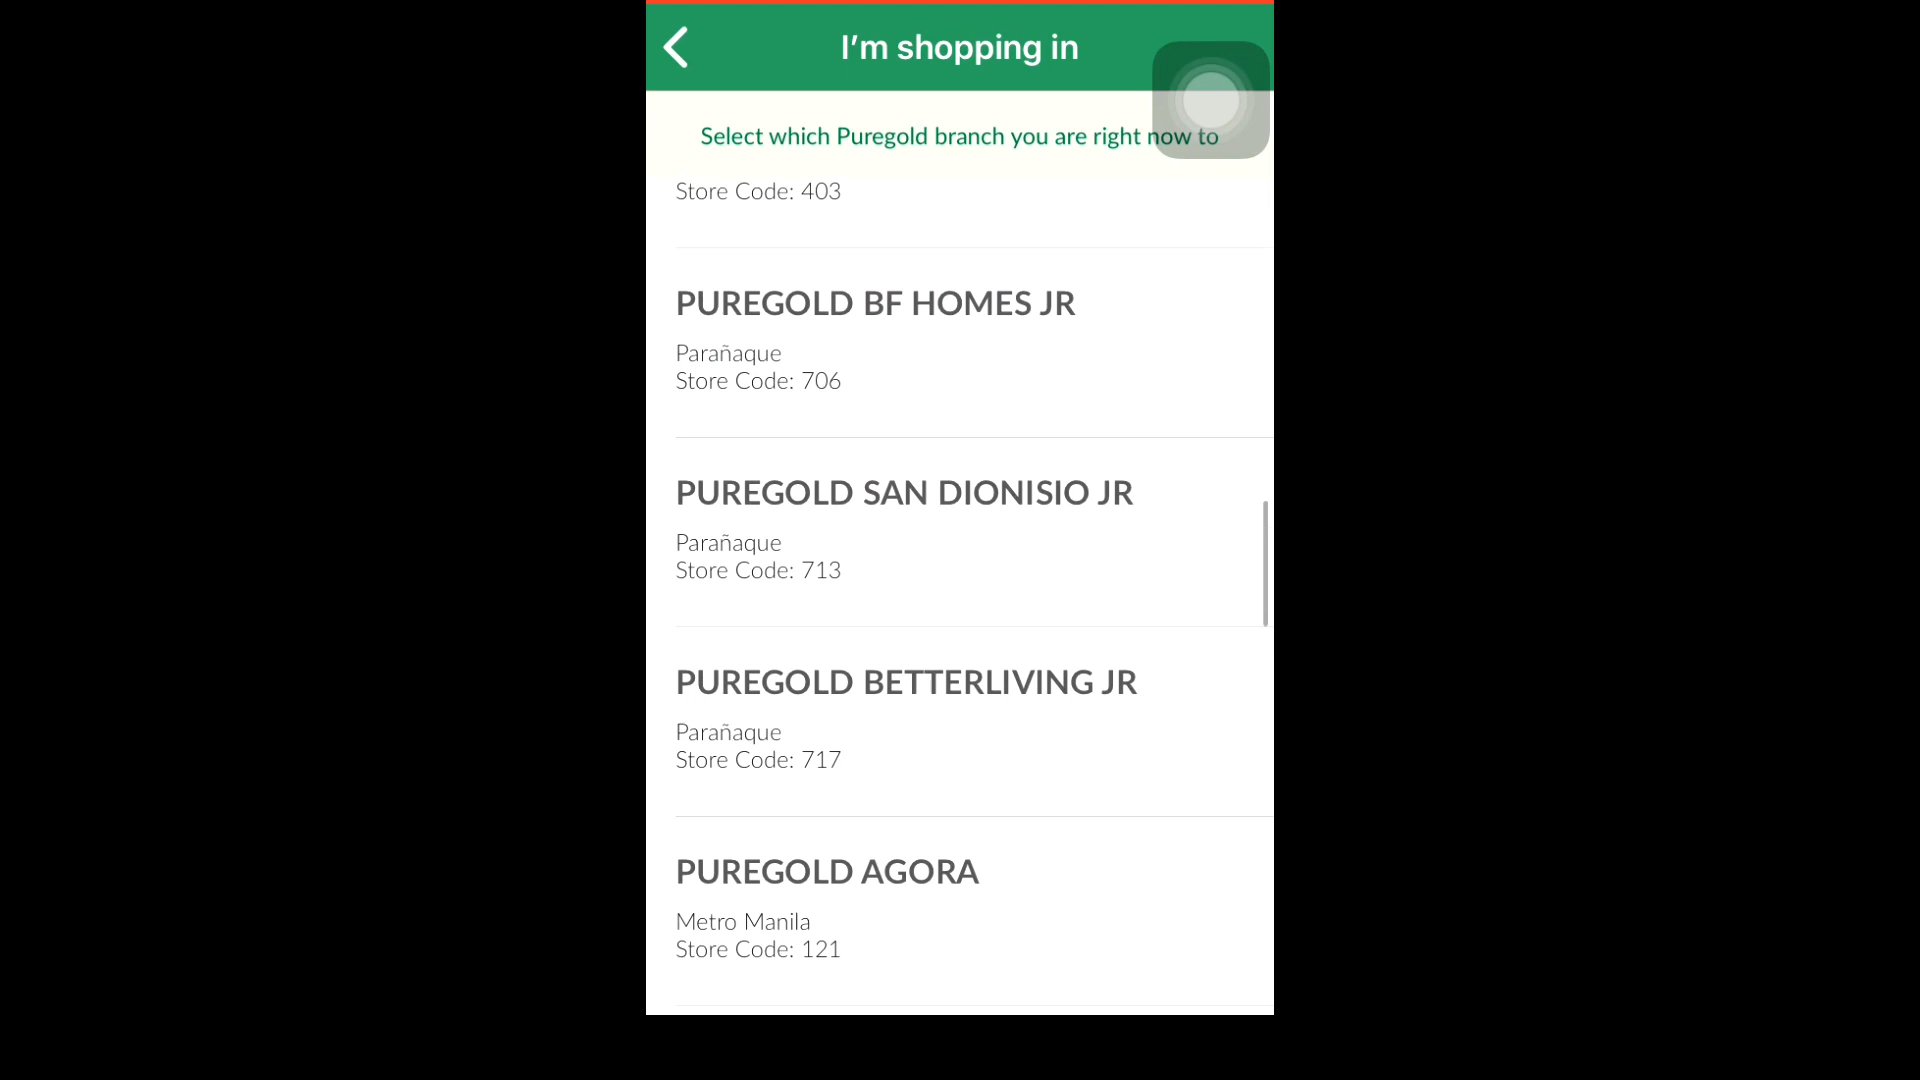 I'm shopping in
Select which Puregold branch you are right now to
Store Code: 403
PUREGOLD BF HOMES JR
Parañaque
Store Code: 706
PUREGOLD SAN DIONISIO JR
Parañaque
Store Code: 713
PUREGOLD BETTERLIVING JR
Parañaque
Store Code: 717
PUREGOLD AGORA
Metro Manila
Store Code: 121